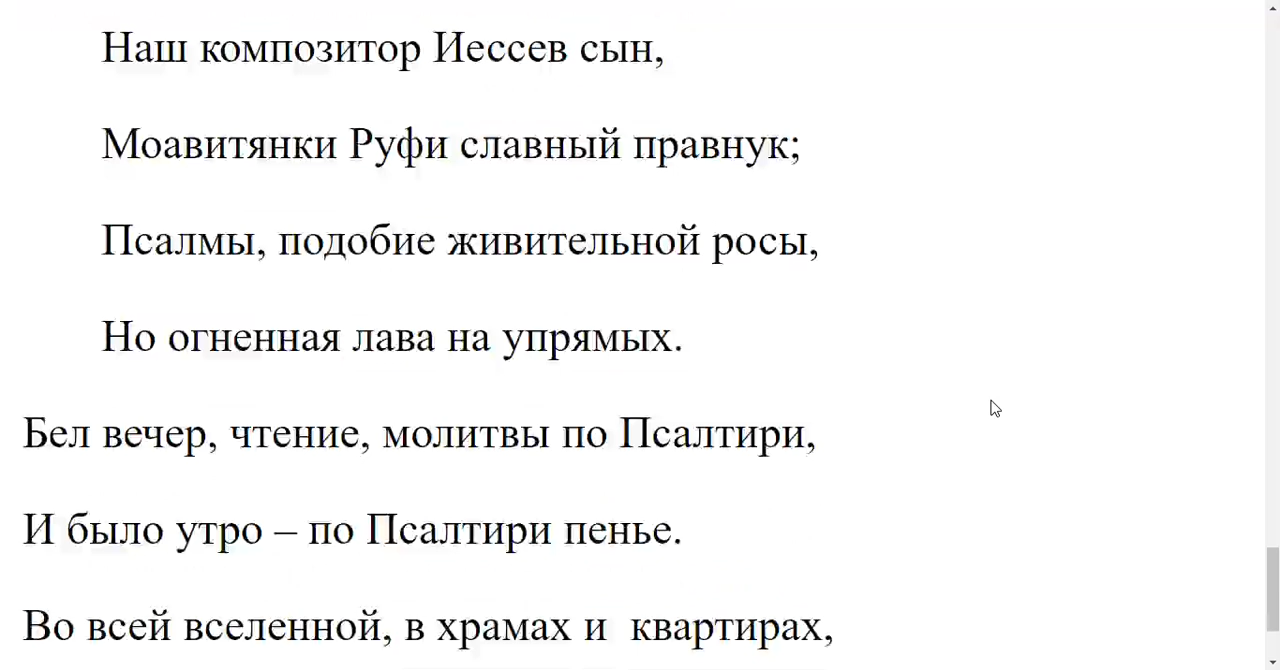 Наш композитор Иессев сын,
Моавитянки Руфи славный правнук;
Псалмы, подобие живительной росы,
Но огненная лава на упрямых.
Бел вечер, чтение, молитвы по Псалтири,
И было утро – по Псалтири пенье.
Во всей вселенной, в храмах и  квартирах,